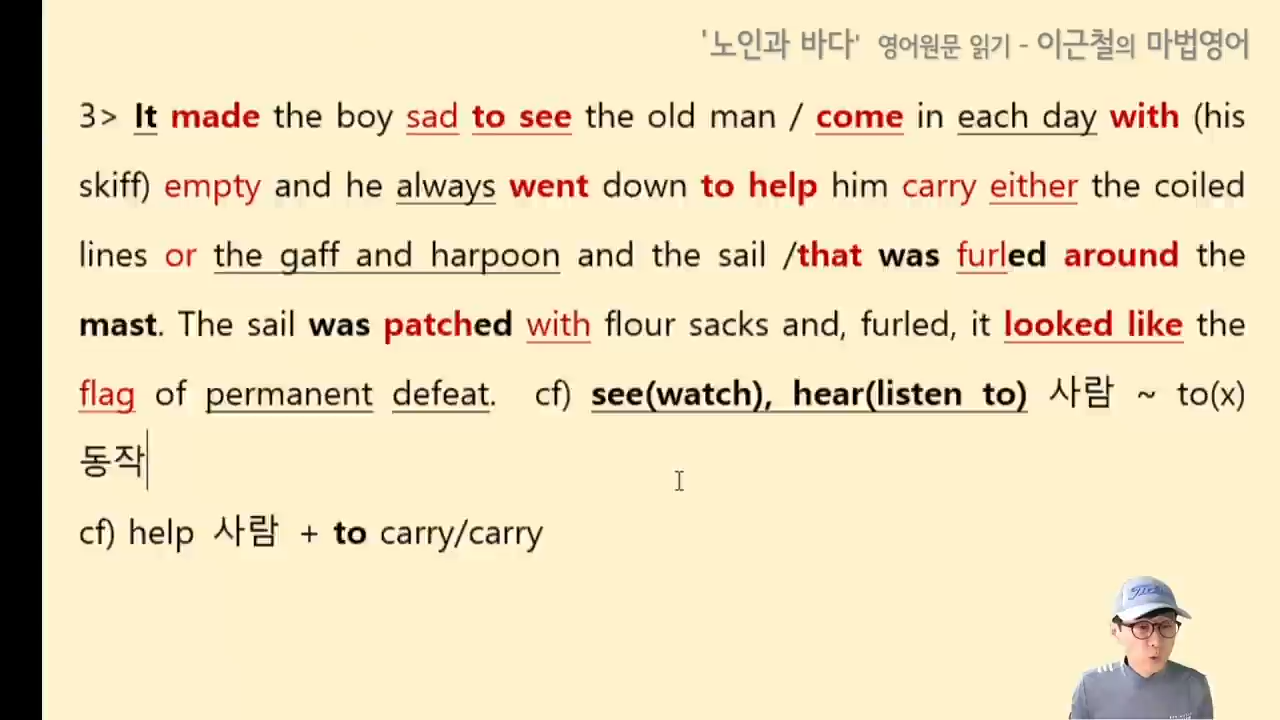 '노인과 바다' 영어원문 읽기 - 이근철의 마법영어
3> It made the boy sad to see the old man / come in each day with (his
skiff) empty and he always went down to help him carry either the coiled
lines or the gaff and harpoon and the sail /that was furled around the
mast. The sail was patched with flour sacks and, furled, it looked like the
flag of permanent defeat. cf) see(watch), hear(listen to) 사람 ~ to(x)
동작
cf) help 사람 + to carry/carry